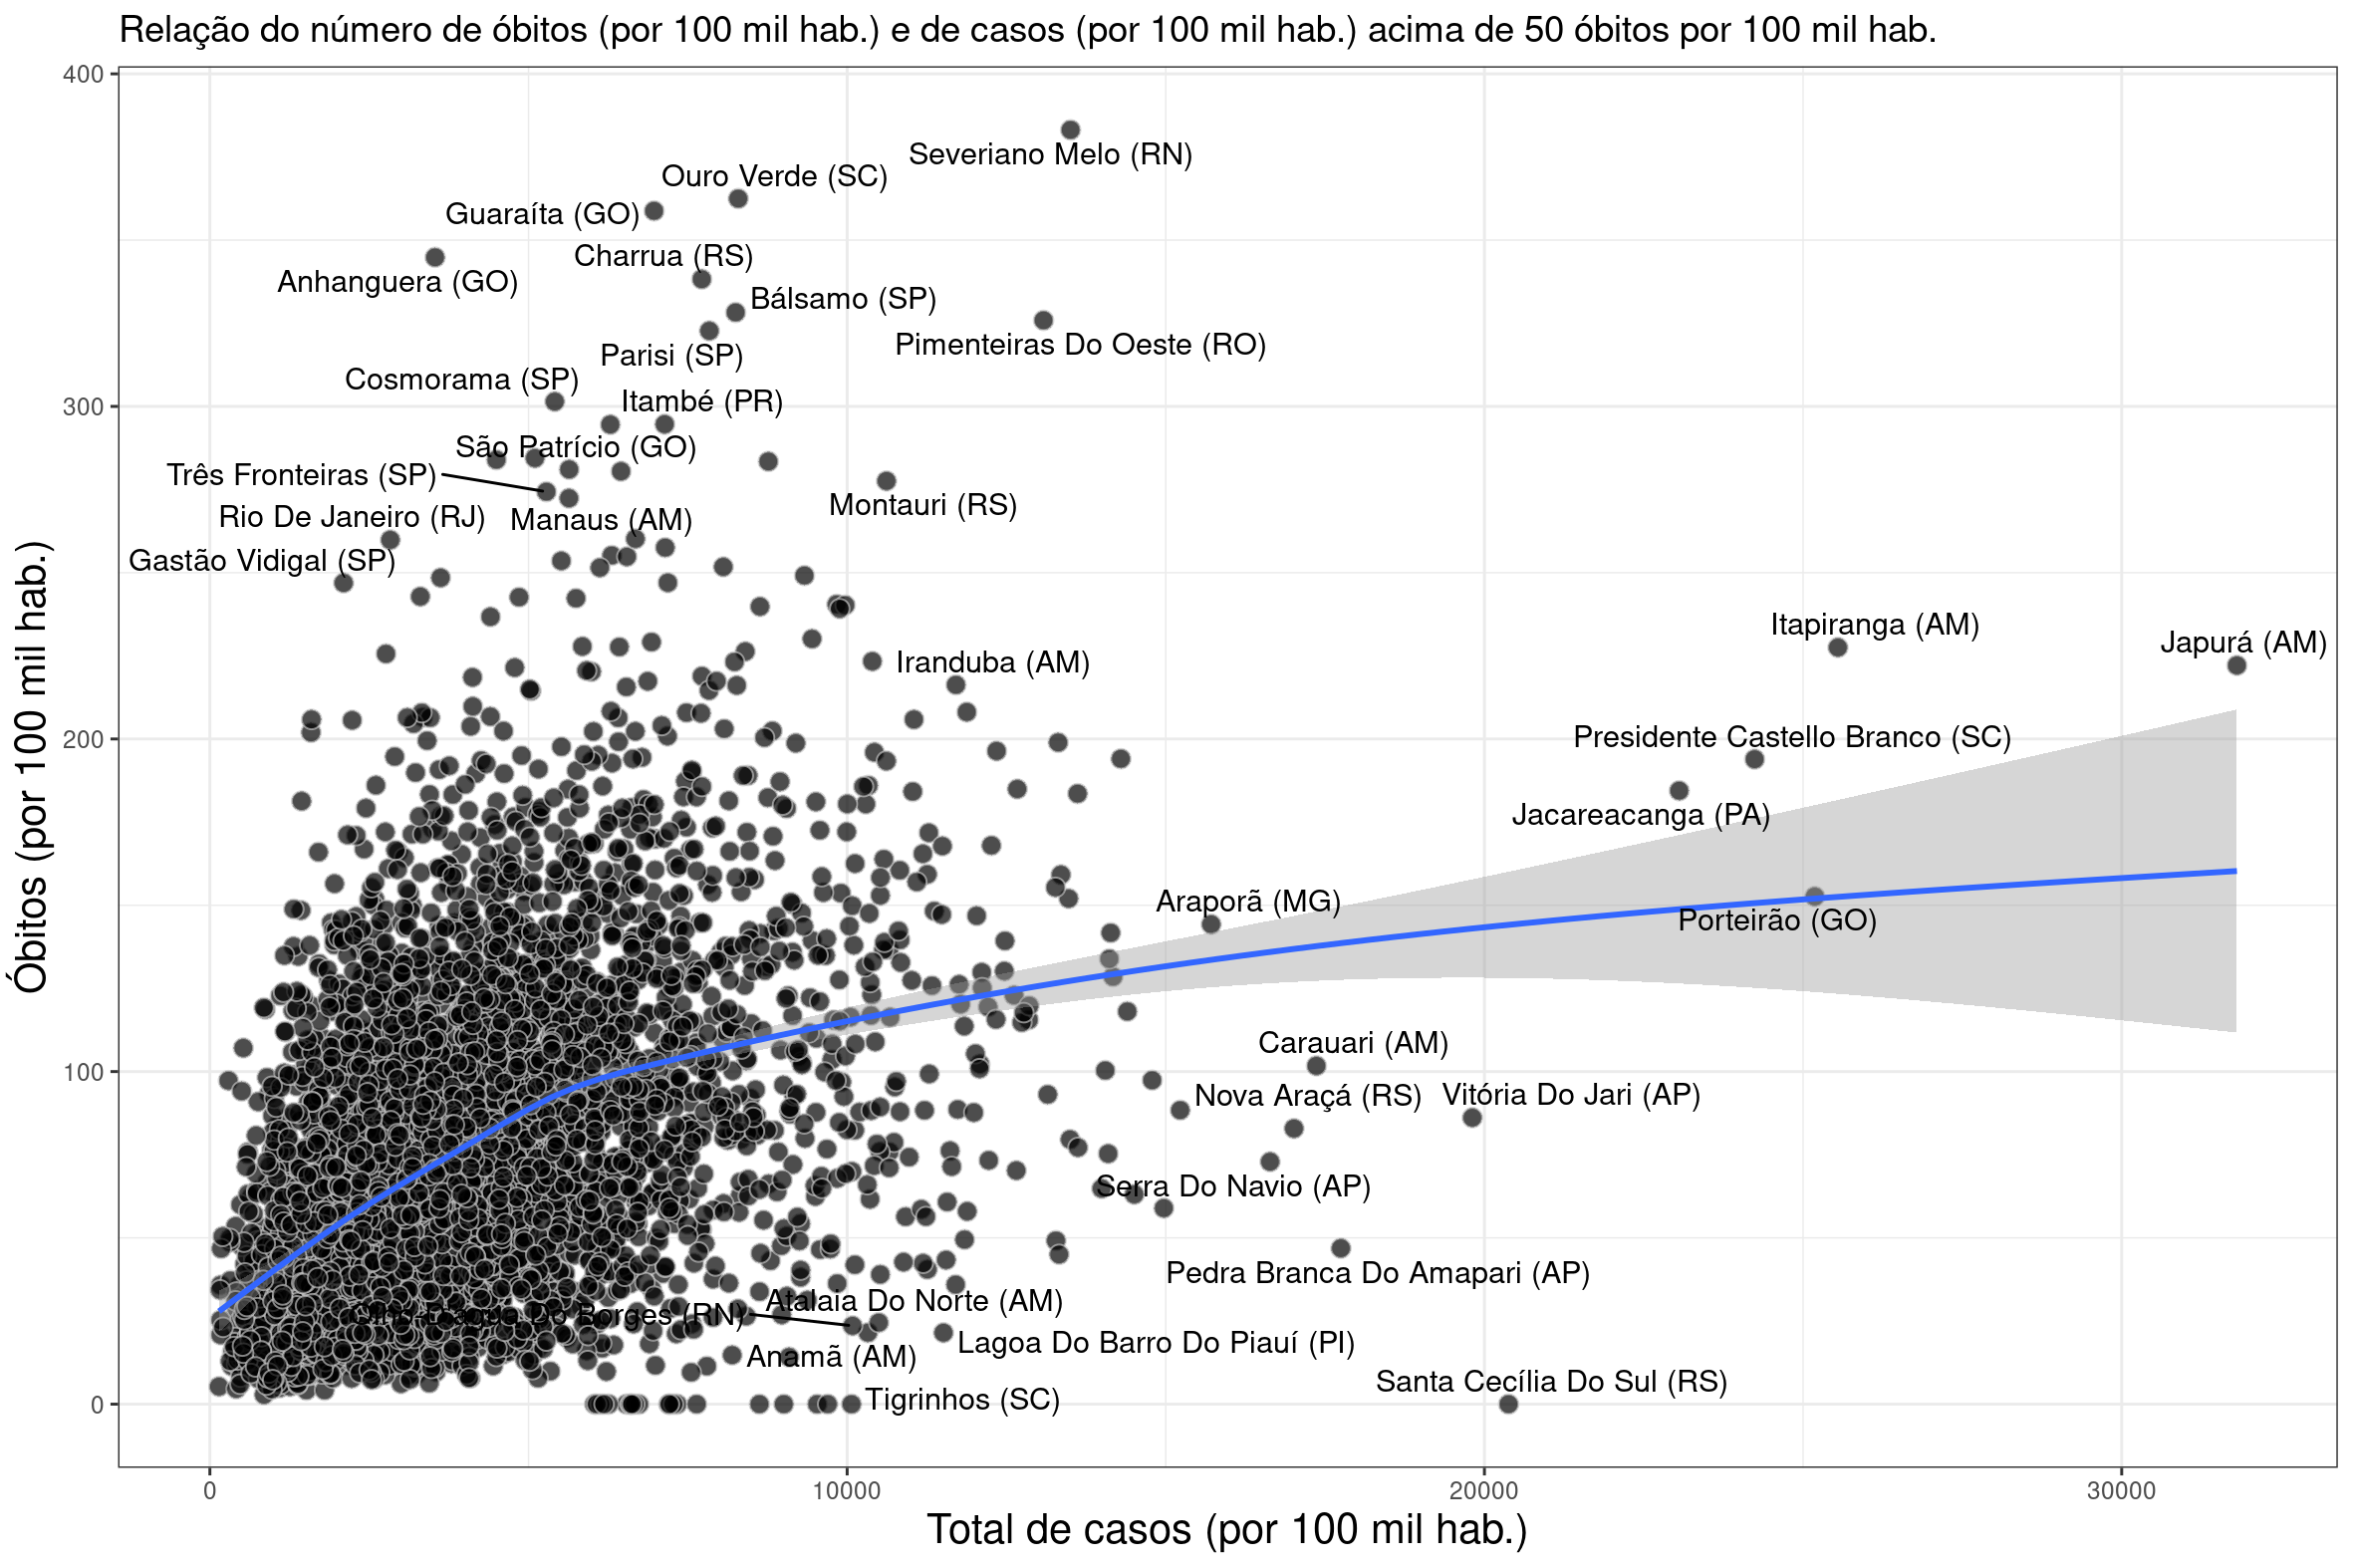 Relação do número de óbitos (por 100 mil hab.) e de casos (por 100 mil hab.) acima de 50 óbitos por 100 mil hab.
400
Severiano Melo (RN)
Ouro Verde (SC)
Guaraíta (GO)
Charrua (RS)
Anhanguera (GO)
Bálsamo (SP)
Pimenteiras Do Oeste (RO)
Parisi (SP)
Cosmorama (SP)
300
Itambé (PR)
São Patrício (GO)
Três Fronteiras (SP)
Montauri (RS)
Rio De Janeiro (RJ)
Manaus (AM)
Gastão Vidigal (SP)
Itapiranga (AM)
Japurá (AM)
Iranduba (AM)
200
Presidente Castello Branco (SC)
Jacareacanga (PA)
Araporã (MG)
Porteirão (GO)
Óbitos (por 100 mil hab.)
Carauari (AM)
100
Nova Araçá (RS)
Vitória Do Jari (AP)
Serra Do Navio (AP)
Pedra Branca Do Amapari (AP)
Atalaia Do Norte (AM)
Do Borges (RN)
Lagoa Do Barro Do Piauí (PI)
Anamã (AM)
Santa Cecília Do Sul (RS)
Tigrinhos (SC)
0
0
10000
20000
30000
Total de casos (por 100 mil hab.)